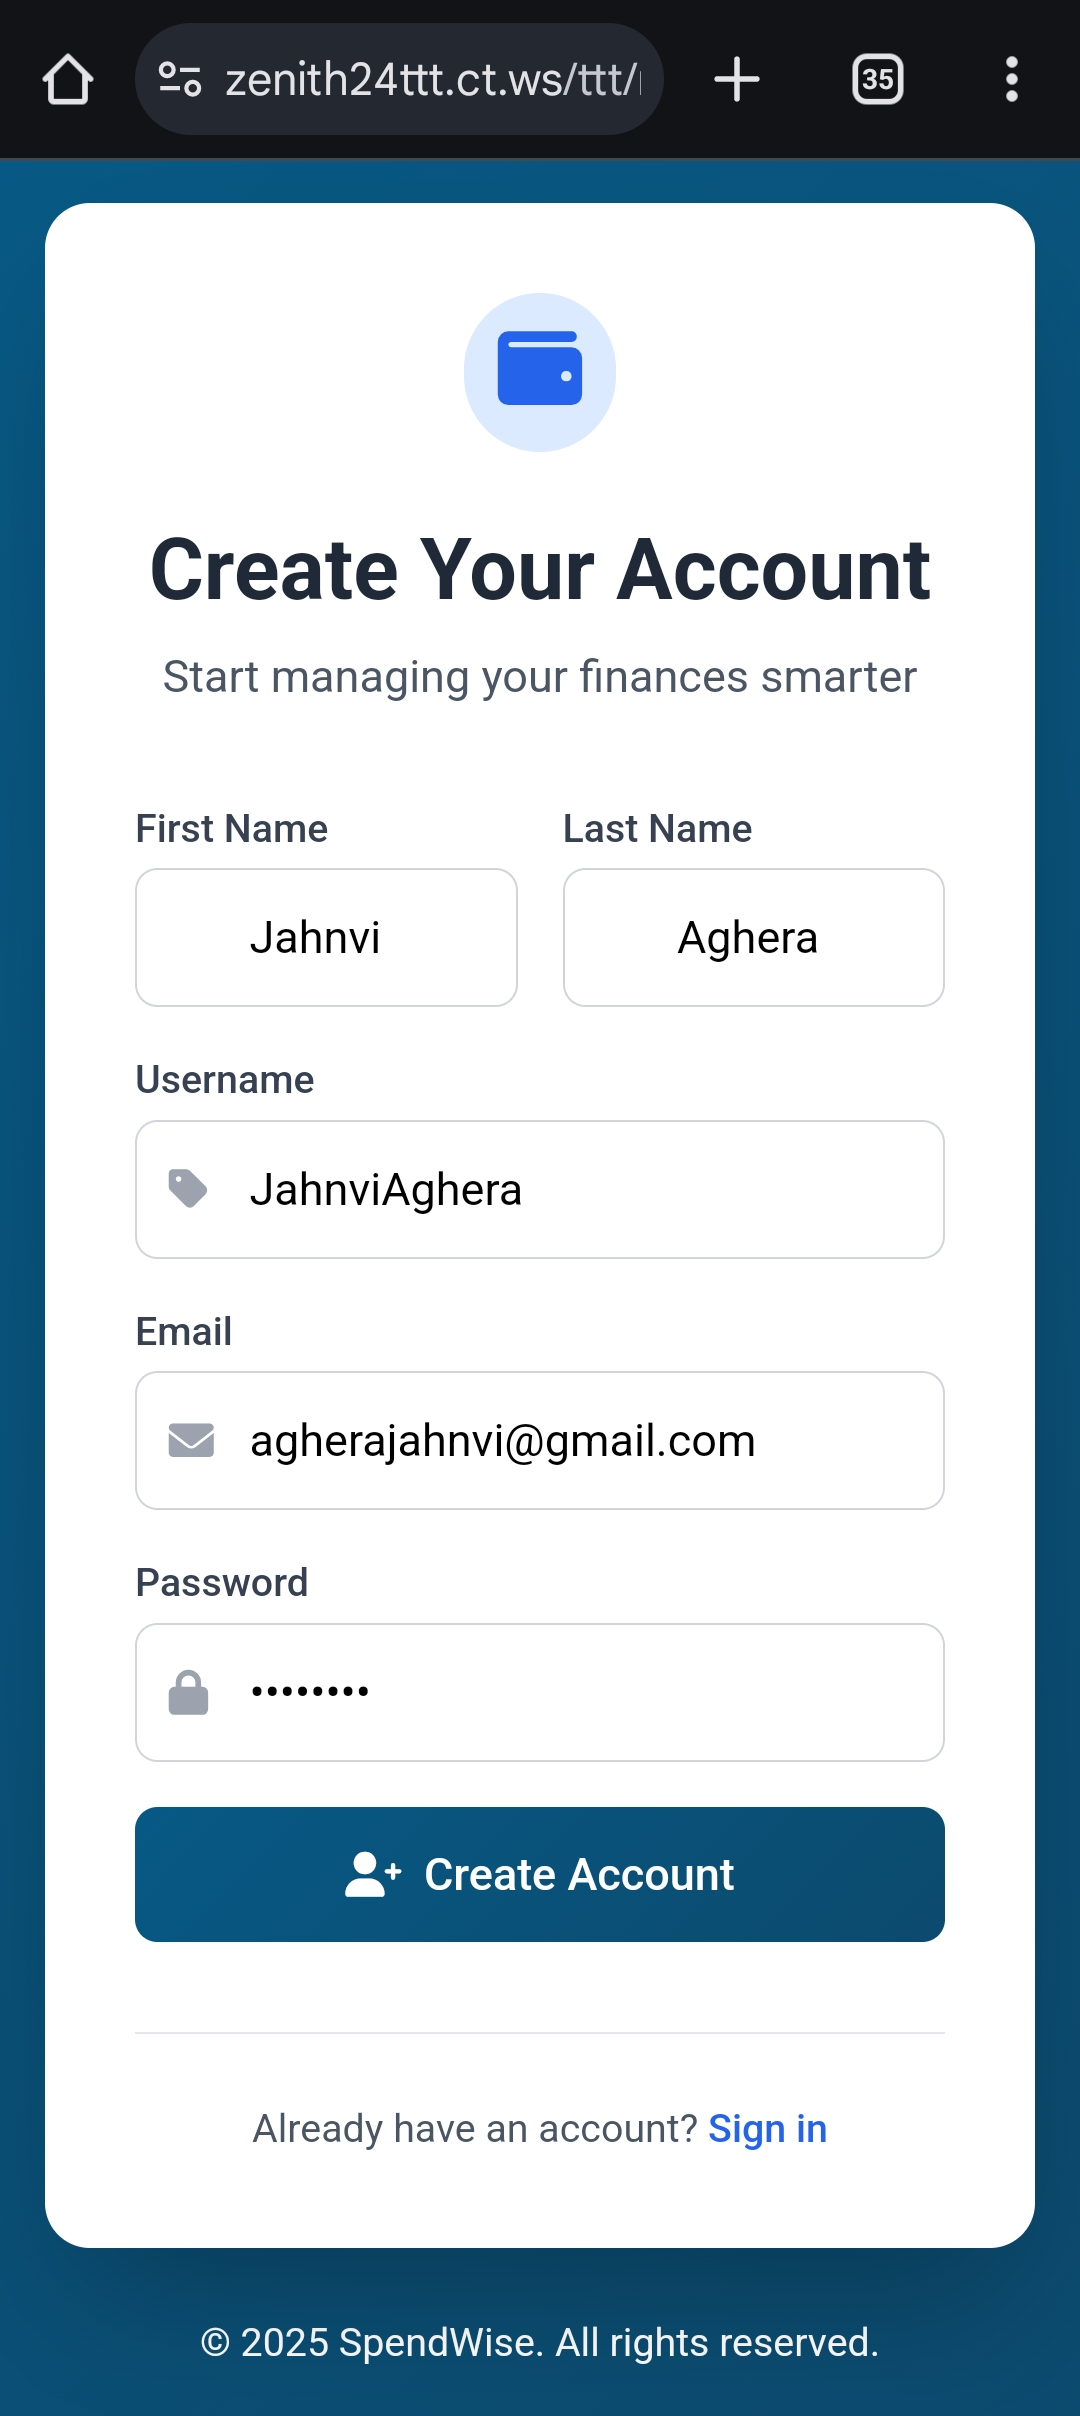 zenith24ttt.ct.ws/ttt/
35
Create Your Account
Start managing your finances smarter
First Name
Last Name
Jahnvi
Aghera
Username
JahnviAghera
Email
agherajahnvi@gmail.com
Password
••••••••
Create Account
Already have an account? Sign in
© 2025 SpendWise. All rights reserved.